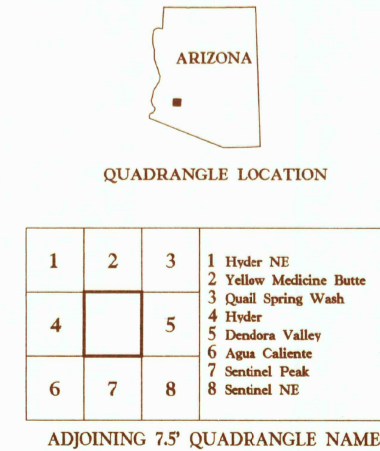 ARIZONA
QUADRANGLE LOCATION
1 2 3
4 5
6 7 8
1 Hyder NE
2 Yellow Medicine Butte
3 Quail Spring Wash
4 Hyder
5 Dendora Valley
6 Agua Caliente
7 Sentinel Peak
8 Sentinel NE
ADJOINING 7.5' QUADRANGLE NAME